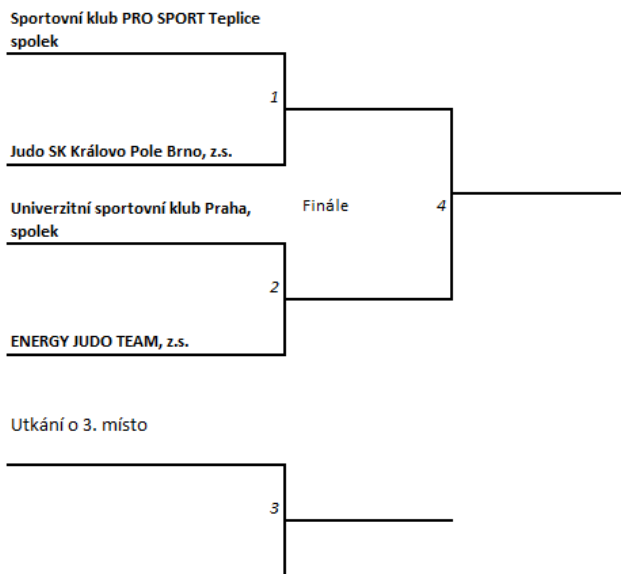 Sportovní klub PRO SPORT Teplice
spolek
1
Judo SK Královo Pole Brno, z.s.
Univerzitní sportovní klub Praha,
spolek
Finále
4
2
ENERGY JUDO TEAM, z.s.
Utkání o 3. místo
3